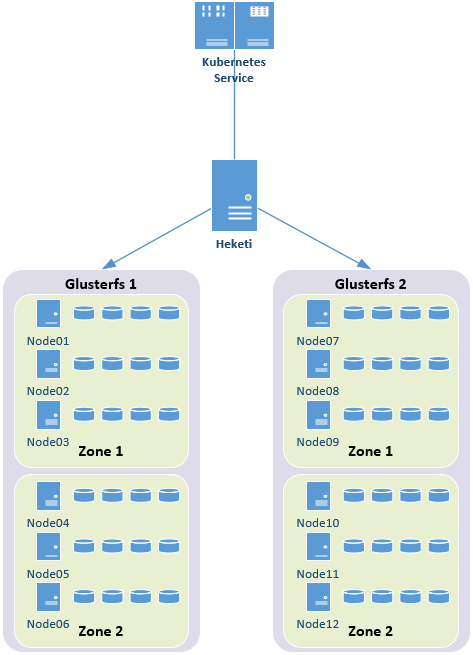 Kubernetes
Service
Heketi
Glusterfs 1
Node01
Node02
Node03
Zone 1
Node04
Node05
Node06
Zone 2
Glusterfs 2
Node07
Node08
Node09
Zone 1
Node10
Node11
Node12
Zone 2